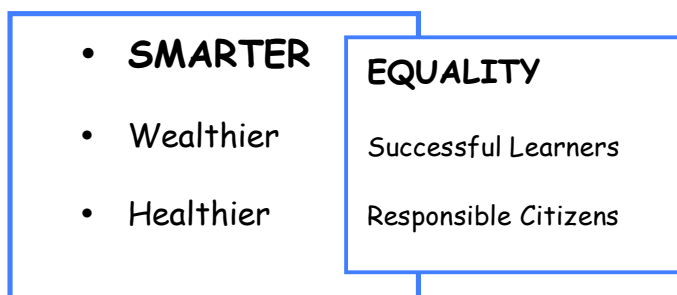 • SMARTER
• Wealthier
• Healthier
EQUALITY
Successful Learners
Responsible Citizens